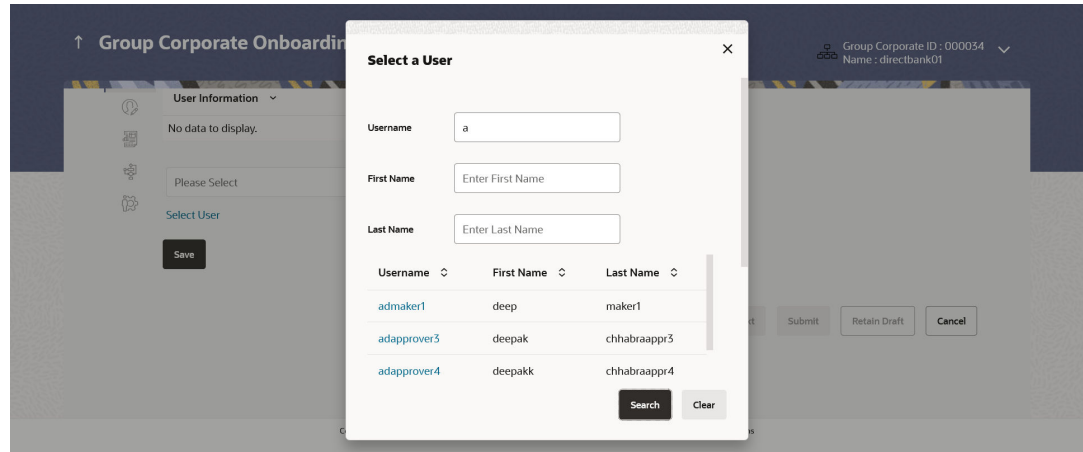 Group Corporate Onboardin
Group Corporate ID : 000034
Name : directbank01
User Information
No data to display.
Please Select
Select User
Save
Select a User
Username a
First Name Enter First Name
Last Name Enter Last Name
Username First Name Last Name
admaker1 deep maker1
adapprover3 deepak chhabraappr3
adapprover4 deepakk chhabraappr4
Search Clear
Submit Retain Draft Cancel